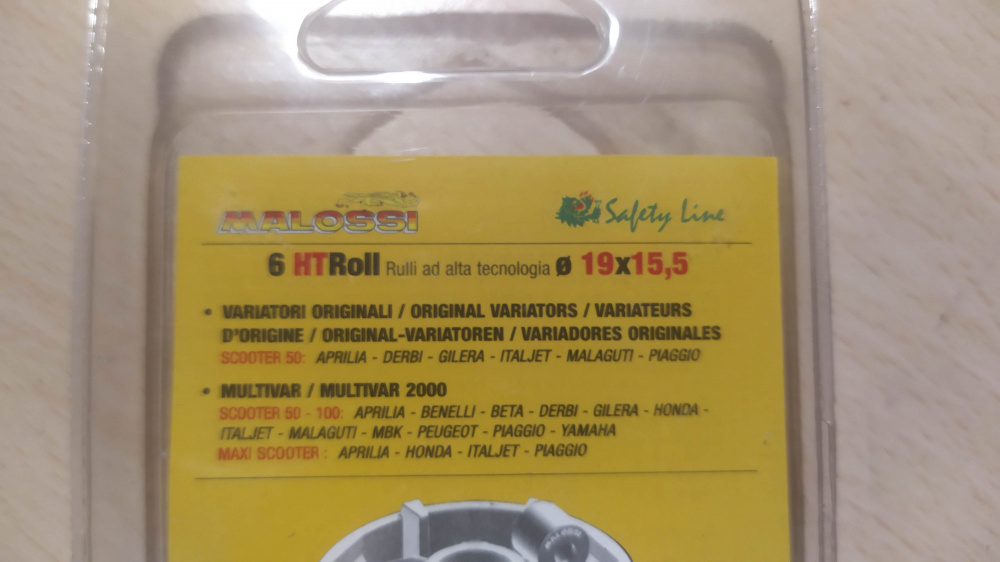 MALOSSI
Safety Line
6 HTRoll Rulli ad alta tecnologia ø 19x15,5
• VARIATORI ORIGINALI / ORIGINAL VARIATORS / VARIATEURS
D'ORIGINE / ORIGINAL-VARIATOREN / VARIADORES ORIGINALES
SCOOTER 50: APRILIA - DERBI - GILERA - ITALJET - MALAGUTI - PIAGGIO
• MULTIVAR / MULTIVAR 2000
SCOOTER 50 - 100: APRILIA - BENELLI - BETA - DERBI - GILERA - HONDA -
ITALJET - MALAGUTI - MBK - PEUGEOT - PIAGGIO - YAMAHA
MAXI SCOOTER : APRILIA - HONDA - ITALJET - PIAGGIO
MALOSSI